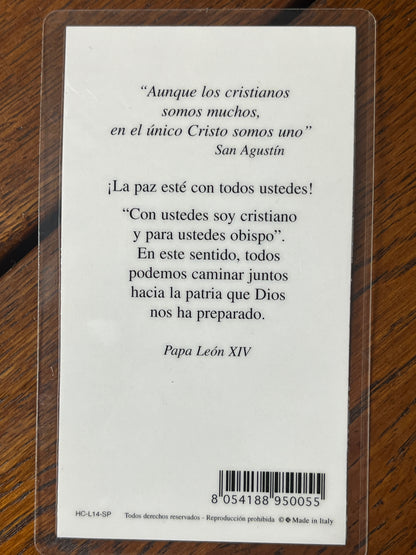 “Aunque los cristianos
somos muchos,
en el único Cristo somos uno”
San Agustín
¡La paz esté con todos ustedes!
“Con ustedes soy cristiano
y para ustedes obispo”.
En este sentido, todos
podemos caminar juntos
hacia la patria que Dios
nos ha preparado.
Papa León XIV
8 054188 950055
HC-L14-SP Todos derechos reservados - Reproducción prohibida © Made in Italy